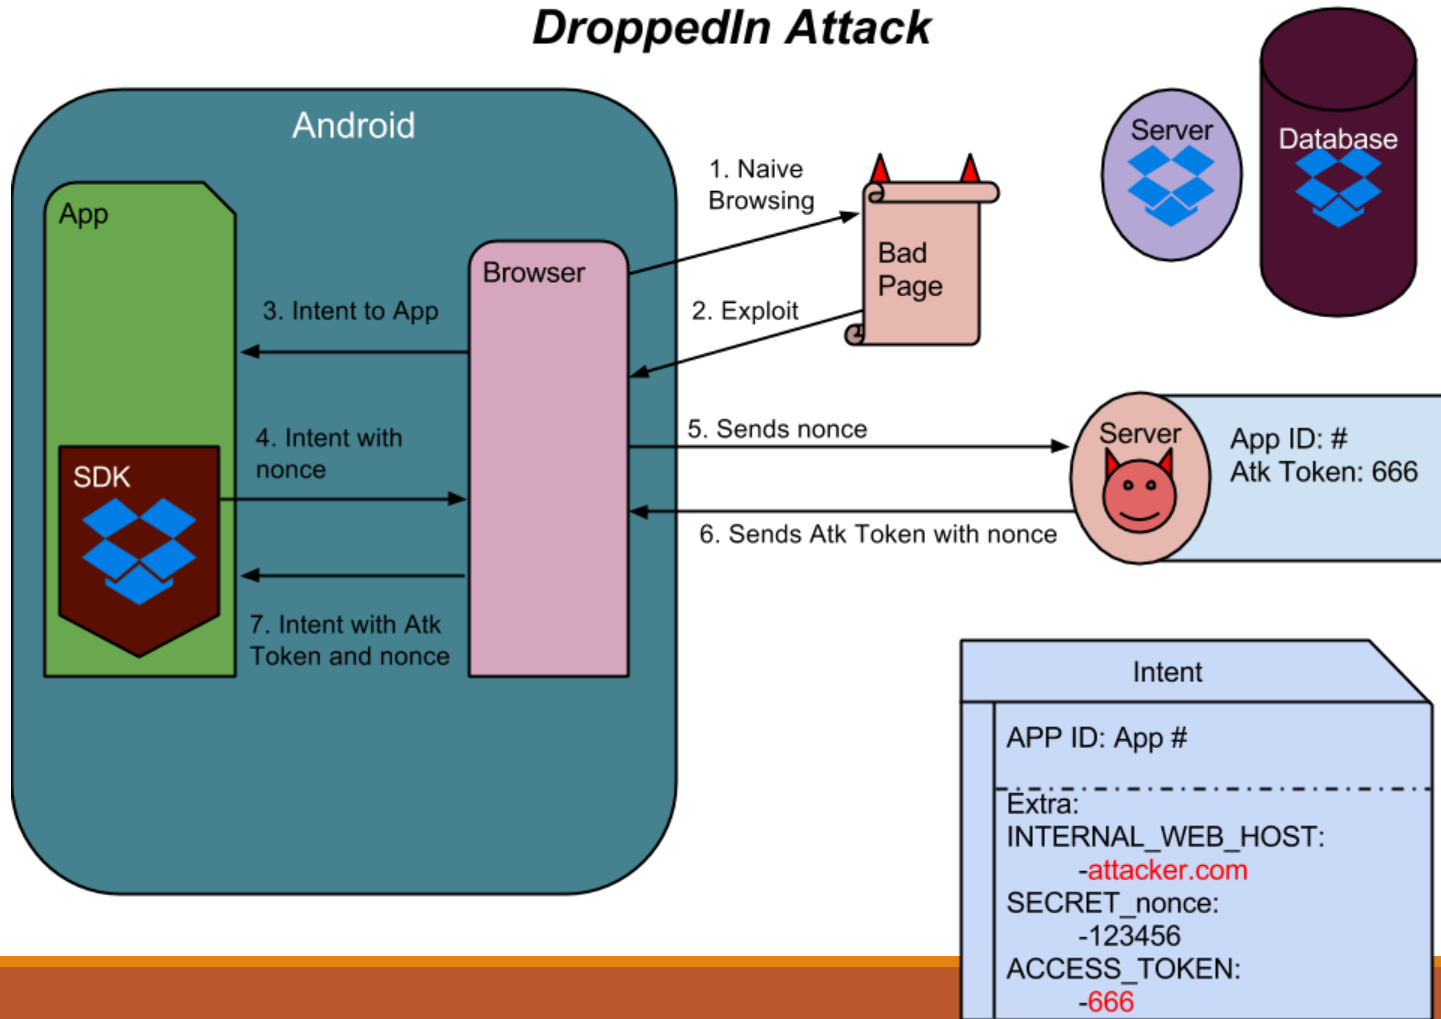 DroppedIn Attack
Android
App
Browser
SDK
1. Naive
Browsing
Bad
Page
2. Exploit
3. Intent to App
4. Intent with
nonce
5. Sends nonce
6. Sends Atk Token with nonce
7. Intent with Atk
Token and nonce
Server
Database
Server
App ID: #
Atk Token: 666
Intent
APP ID: App #
Extra:
INTERNAL_WEB_HOST:
-attacker.com
SECRET_nonce:
-123456
ACCESS_TOKEN:
-666